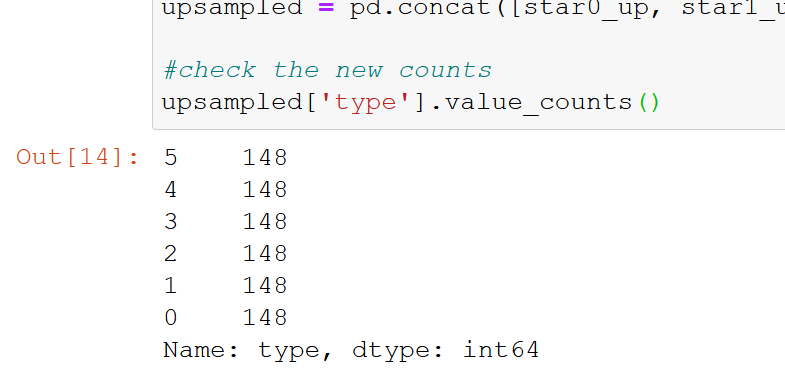 upsampled = pd.concat([star0_up, star1_u
#check the new counts
upsampled['type'].value_counts()
Out[14]: 5    148
4    148
3    148
2    148
1    148
0    148
Name: type, dtype: int64